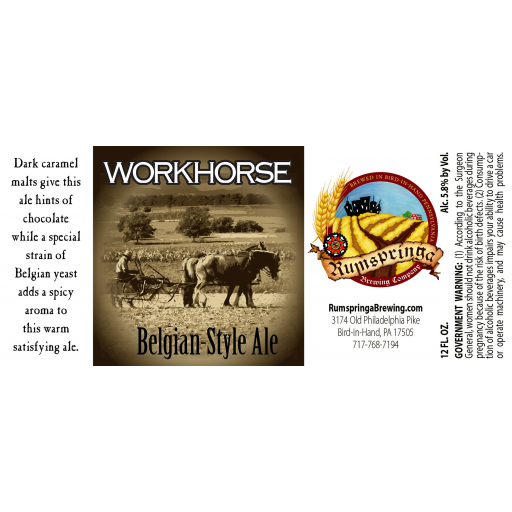 Dark caramel
malts give this
ale hints of
chocolate
while a special
strain of
Belgian yeast
adds a spicy
aroma to
this warm
satisfying ale.
WORKHORSE
Belgian-Style Ale
BREWED IN BIRD-IN-HAND, PENNSYLVANIA
Rumspringa
Brewing Company
RumspringaBrewing.com
3174 Old Philadelphia Pike
Bird-in-Hand, PA 17505
717-768-7194
12 FL. OZ. Alc. 5.8% by Vol.
GOVERNMENT WARNING: (1) According to the Surgeon
General, women should not drink alcoholic beverages during
pregnancy because of the risk of birth defects. (2) Consump-
tion of alcoholic beverages impairs your ability to drive a car
or operate machinery, and may cause health problems.